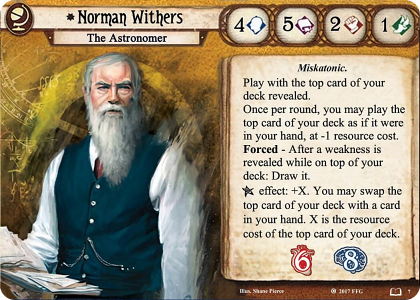 Norman Withers
The Astronomer
4 5 2 1
Miskatonic.
Play with the top card of your
deck revealed.
Once per round, you may play the
top card of your deck as if it were
in your hand, at -1 resource cost.
Forced - After a weakness is
revealed while on top of your
deck: Draw it.
effect: +X. You may swap the
top card of your deck with a card
in your hand. X is the resource
cost of the top card of your deck.
6 8
Illus. Shane Pierce
© 2017 FFG